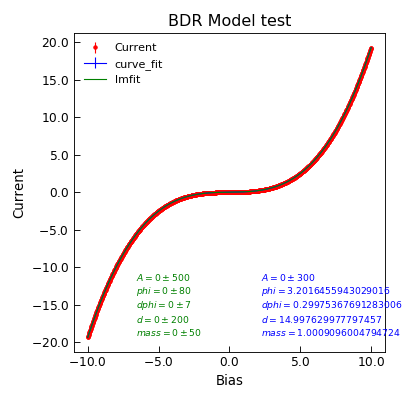 BDR Model test
Current
curve_fit
lmfit
20.0
15.0
10.0
5.0
0.0
−5.0
−10.0
−15.0
−20.0
Current
A = 0 ± 500
phi = 0 ± 80
dphi = 0 ± 7
d = 0 ± 200
mass = 0 ± 50
A = 0 ± 300
phi = 3.2016455943029016
dphi = 0.29975367691283006
d = 14.997629977797457
mass = 1.0009096004794724
−10.0 −5.0 0.0 5.0 10.0
Bias